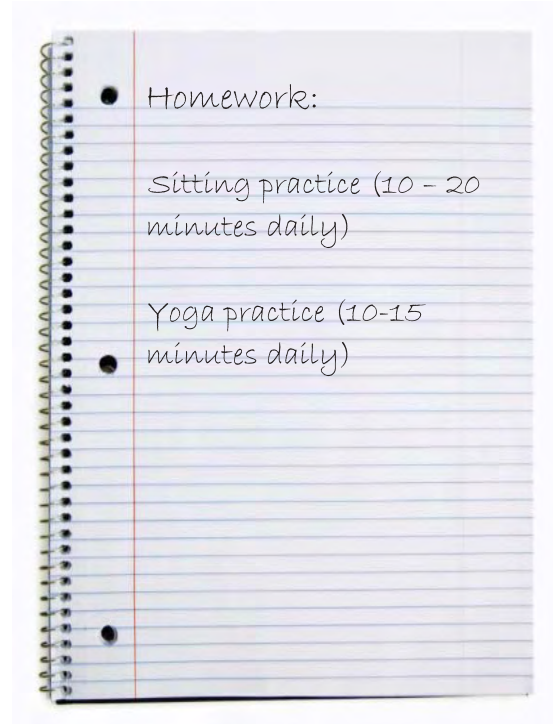 Homework:
Sitting practice (10 – 20
minutes daily)
Yoga practice (10-15
minutes daily)